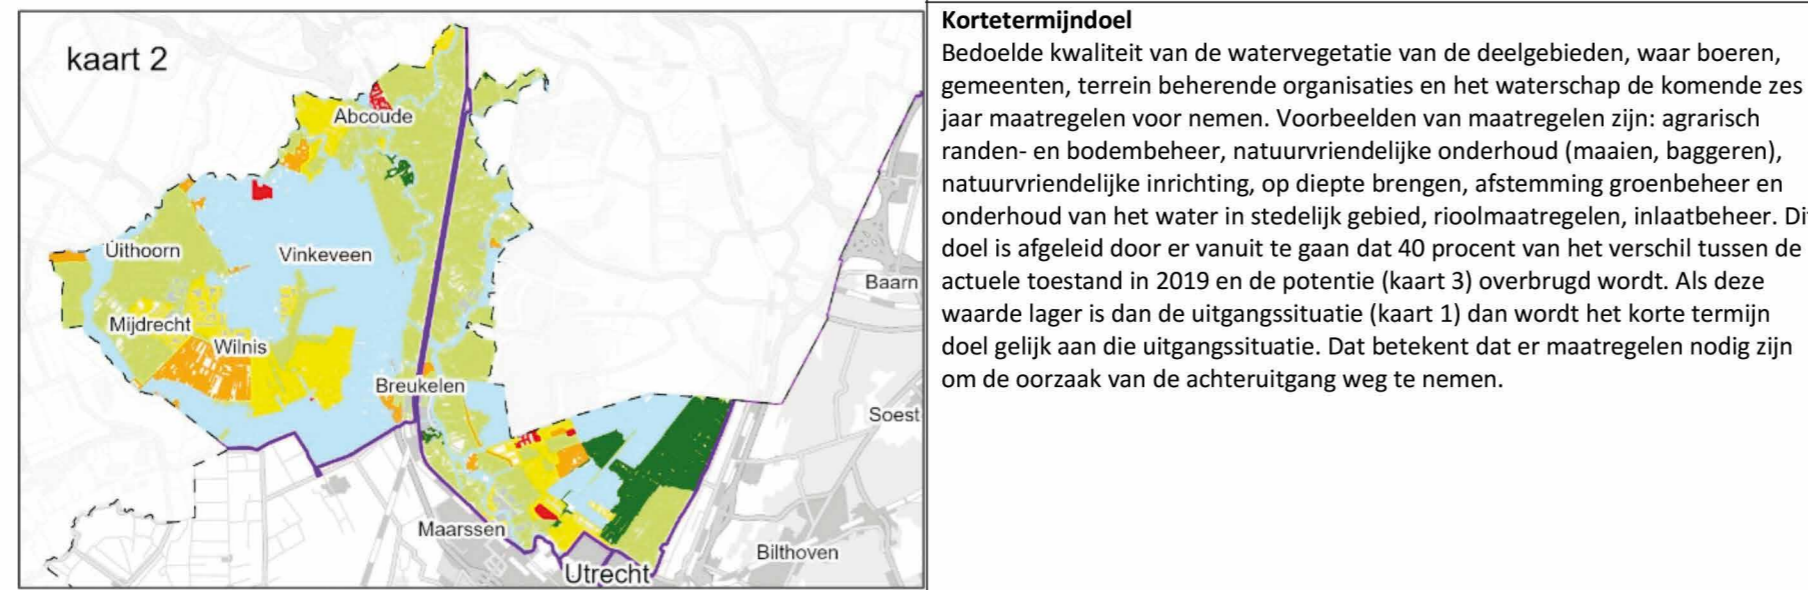 kaart 2
Abcoude
Uithoorn
Vinkeveen
Baarn
Mijdrecht
Wilnis
Breukelen
Soest
Maarssen
Bilthoven
Utrecht
Kortetermijndoel
Bedoelde kwaliteit van de watervegetatie van de deelgebieden, waar boeren,
gemeenten, terrein beherende organisaties en het waterschap de komende zes
jaar maatregelen voor nemen. Voorbeelden van maatregelen zijn: agrarisch
randen- en bodembeheer, natuurvriendelijke onderhoud (maaien, baggeren),
natuurvriendelijke inrichting, op diepte brengen, afstemming groenbeheer en
onderhoud van het water in stedelijk gebied, rioolmaatregelen, inlaatbeheer. Dit
doel is afgeleid door er vanuit te gaan dat 40 procent van het verschil tussen de
actuele toestand in 2019 en de potentie (kaart 3) overbrugd wordt. Als deze
waarde lager is dan de uitgangssituatie (kaart 1) dan wordt het korte termijn
doel gelijk aan die uitgangssituatie. Dat betekent dat er maatregelen nodig zijn
om de oorzaak van de achteruitgang weg te nemen.